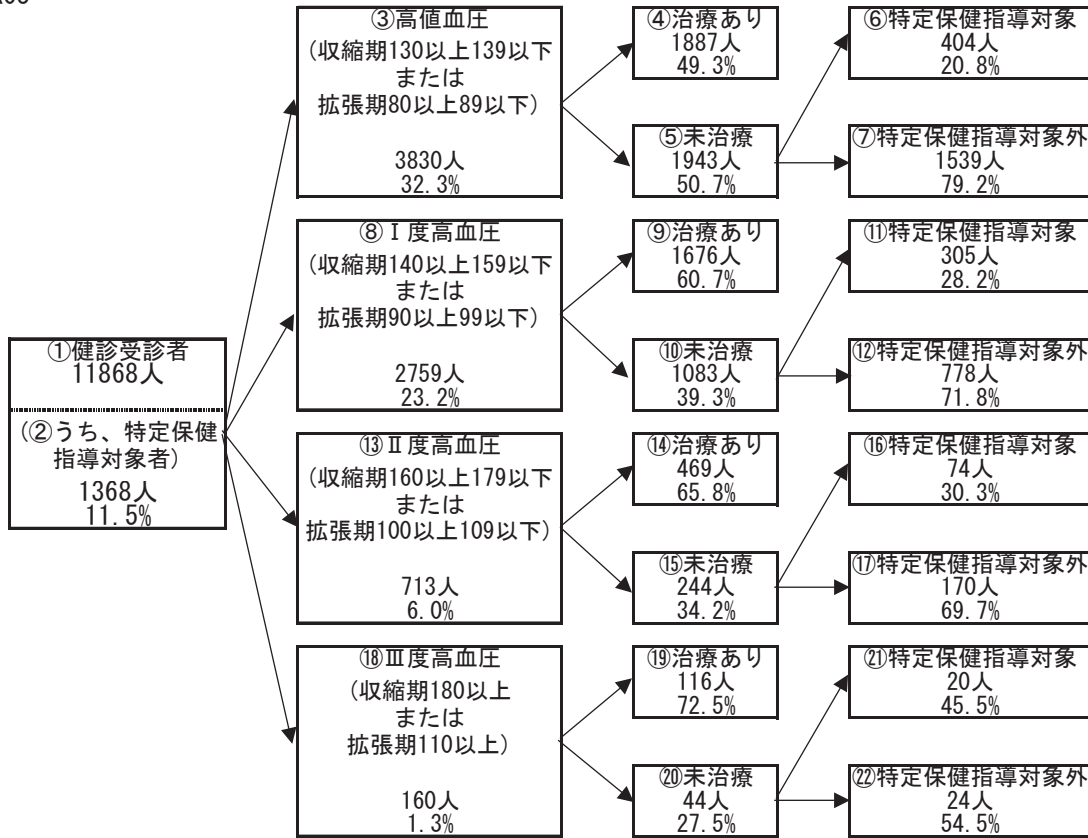 ①健診受診者
11868人
(②うち、特定保健
指導対象者)
1368人
11.5%
③高値血圧
(収縮期130以上139以下
または
拡張期80以上89以下)
3830人
32.3%
④治療あり
1887人
49.3%
⑤未治療
1943人
50.7%
⑥特定保健指導対象
404人
20.8%
⑦特定保健指導対象外
1539人
79.2%
⑧Ⅰ度高血圧
(収縮期140以上159以下
または
拡張期90以上99以下)
2759人
23.2%
⑨治療あり
1676人
60.7%
⑩未治療
1083人
39.3%
⑪特定保健指導対象
305人
28.2%
⑫特定保健指導対象外
778人
71.8%
⑬Ⅱ度高血圧
(収縮期160以上179以下
または
拡張期100以上109以下)
713人
6.0%
⑭治療あり
469人
65.8%
⑮未治療
244人
34.2%
⑯特定保健指導対象
74人
30.3%
⑰特定保健指導対象外
170人
69.7%
⑱Ⅲ度高血圧
(収縮期180以上
または
拡張期110以上)
160人
1.3%
⑲治療あり
116人
72.5%
⑳未治療
44人
27.5%
㉑特定保健指導対象
20人
45.5%
㉒特定保健指導対象外
24人
54.5%